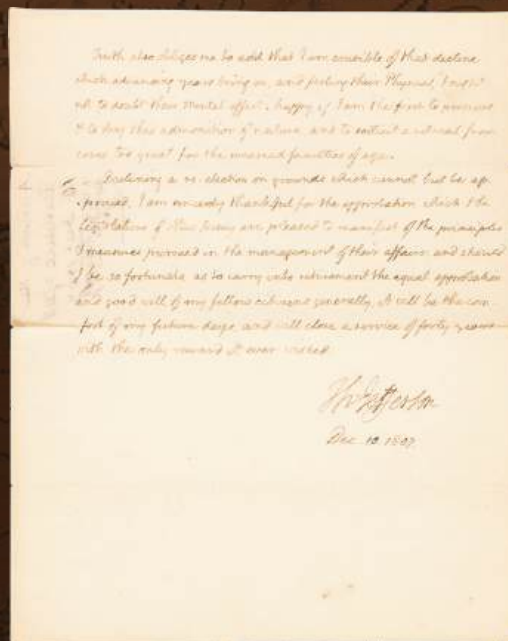 Truth also obliges me to add that I am sensible of that decline
which advancing years bring on, and feeling their Physical, I ought
not to doubt their Mental effect. happy if I am the first to perceive
& to obey this admonition of nature and to solicit a retreat from
cares too great for the wearied faculties of age.
Declining a re-election on grounds which cannot but be ap-
proved, I am sincerely thankful for the approbation which the
Legislature of New Jersey are pleased to manifest of the principles
& measures pursued in the management of their affairs: and should
I be so fortunate as to carry into retirement the equal approbation
and good will of my fellow citizens generally, it will be the com-
fort of my future days, and will close a service of forty years
with the only reward it ever wished.
Th Jefferson
Dec. 10. 1807.